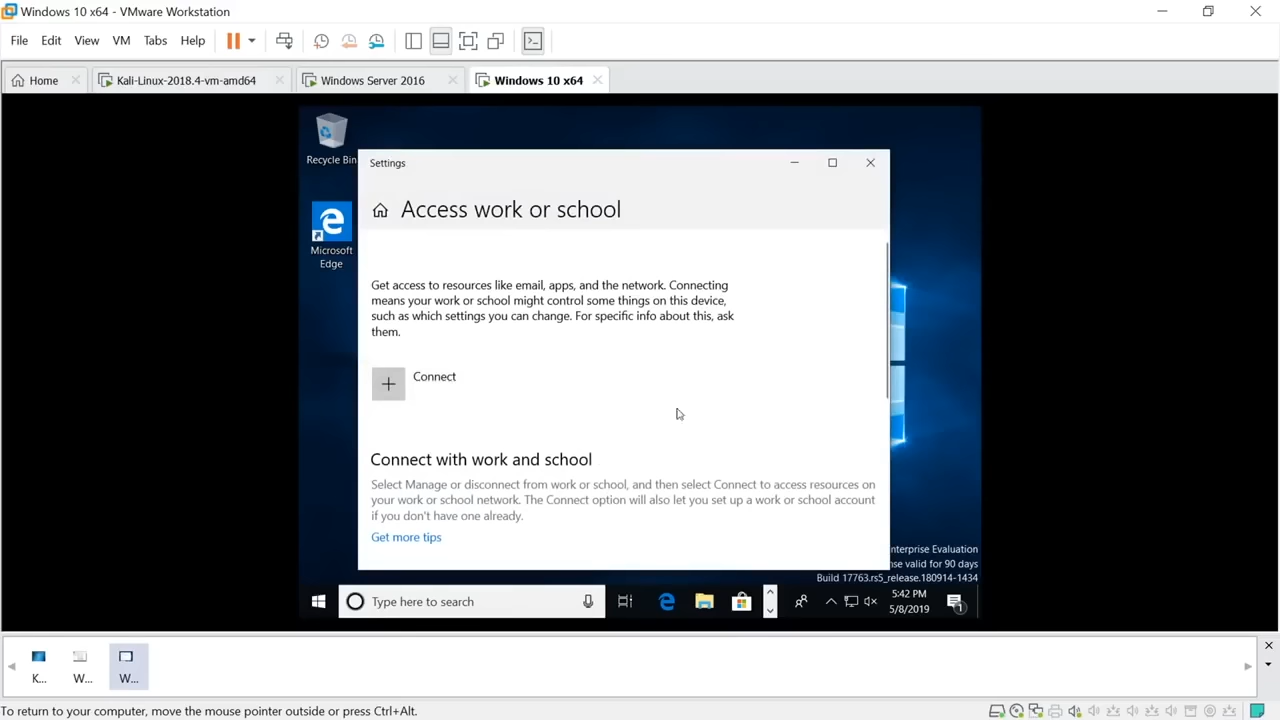 Windows 10 x64 - VMware Workstation
File Edit View VM Tabs Help
Home Kali-Linux-2018.4-vm-amd64 Windows Server 2016 Windows 10 x64
Recycle Bin
Microsoft
Edge
Settings
Access work or school
Get access to resources like email, apps, and the network. Connecting
means your work or school might control some things on this device,
such as which settings you can change. For specific info about this, ask
them.
Connect
Connect with work and school
Select Manage or disconnect from work or school, and then select Connect to access resources on
your work or school network. The Connect option will also let you set up a work or school account
if you don't have one already.
Get more tips
nterprise Evaluation
nse valid for 90 days
Build 17763.rs5_release.180914-1434
Type here to search
5:42 PM
5/8/2019
1
K... W... W...
To return to your computer, move the mouse pointer outside or press Ctrl+Alt.